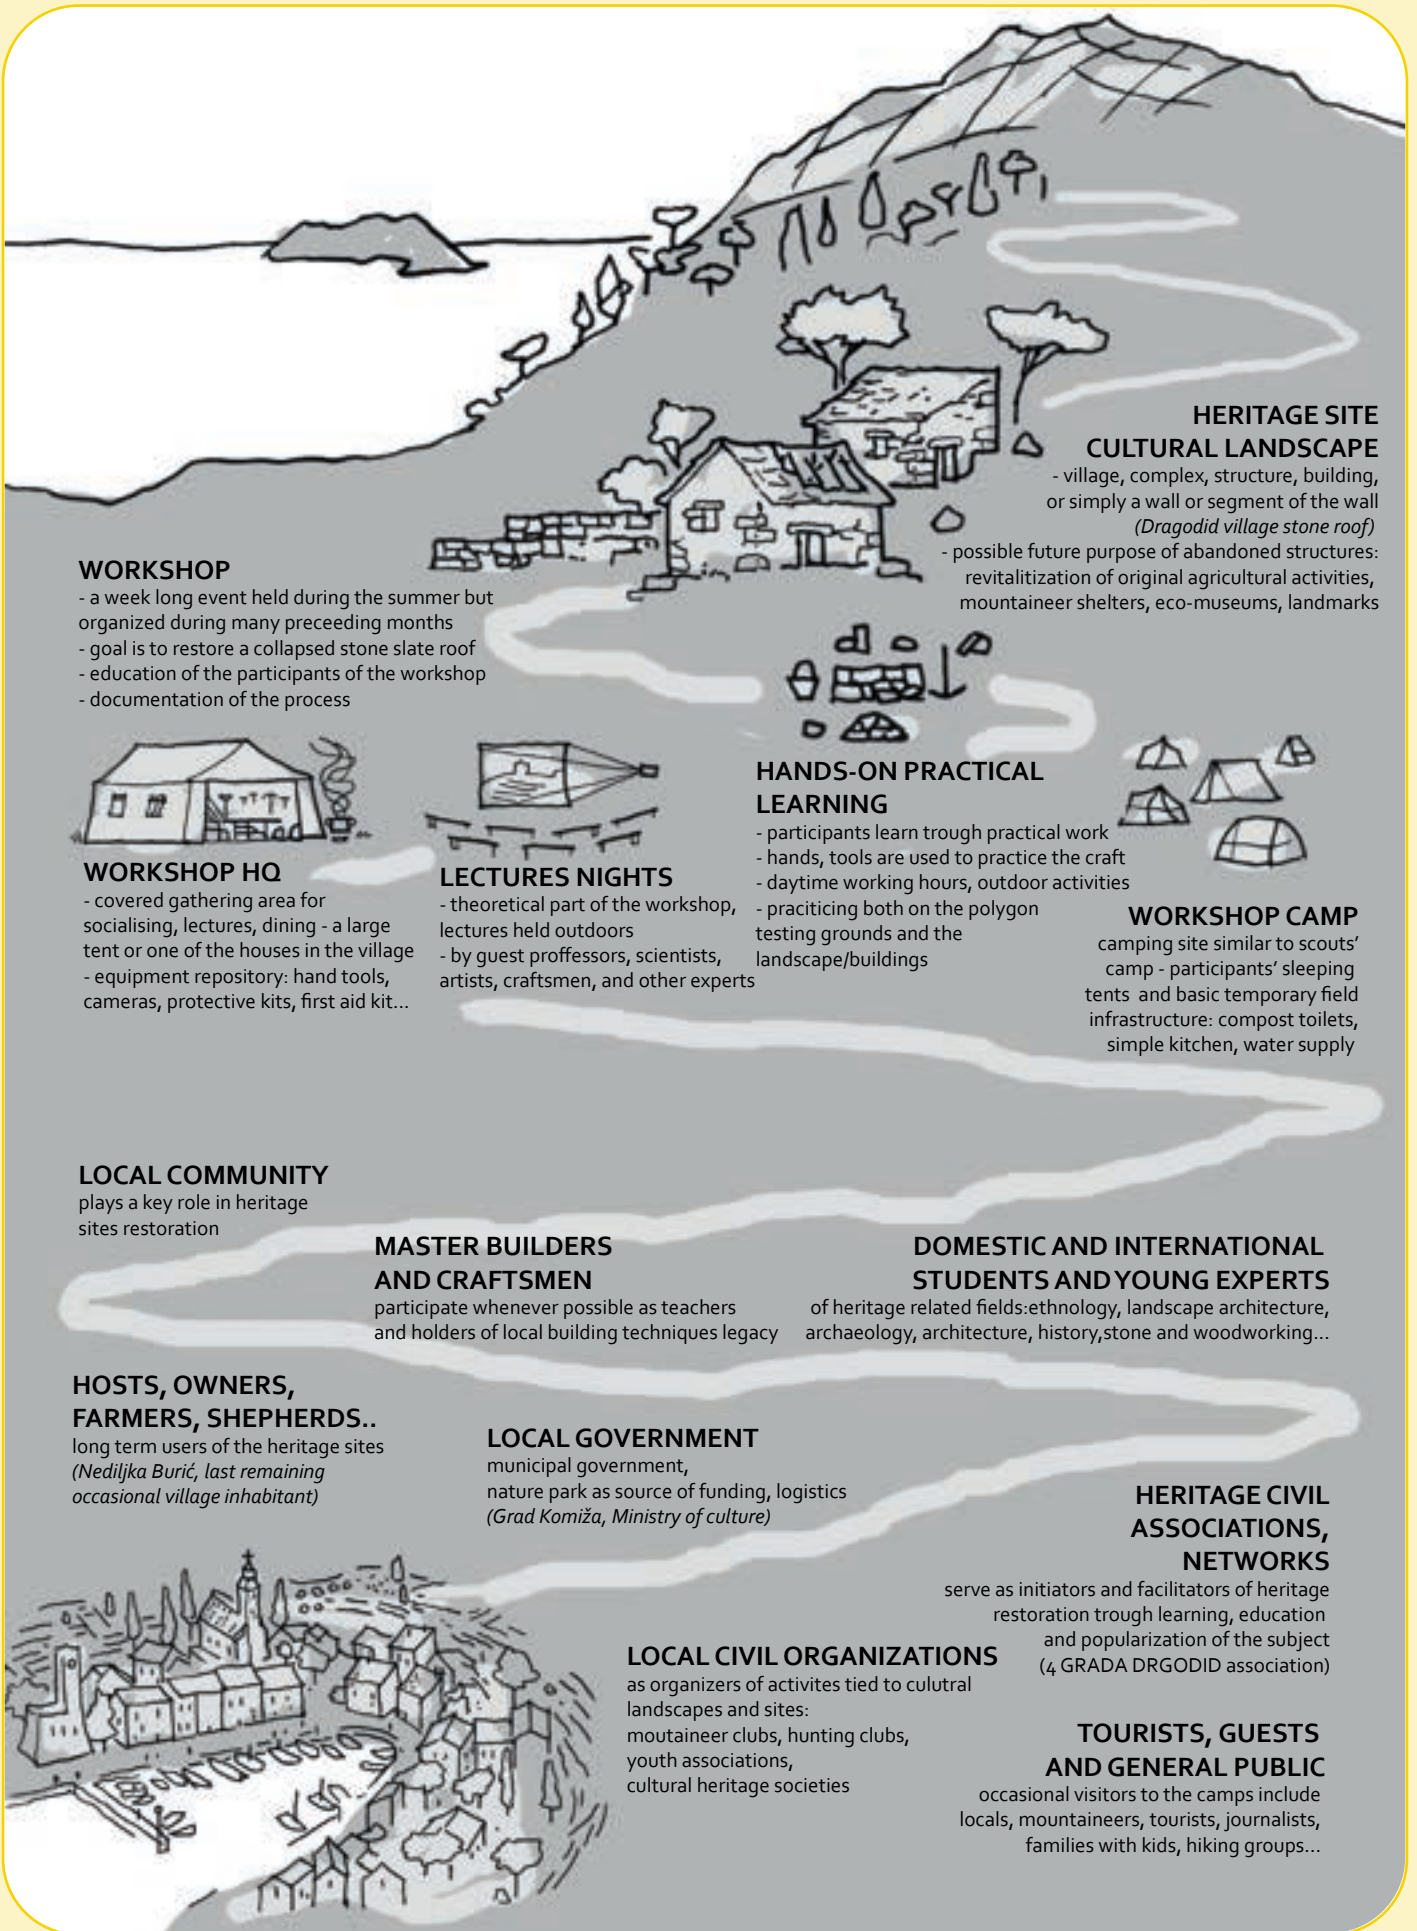 HERITAGE SITE
CULTURAL LANDSCAPE
- village, complex, structure, building,
or simply a wall or segment of the wall
(Dragodid village stone roof)
- possible future purpose of abandoned structures:
revitalitization of original agricultural activities,
mountaineer shelters, eco-museums, landmarks
WORKSHOP
- a week long event held during the summer but
organized during many preceeding months
- goal is to restore a collapsed stone slate roof
- education of the participants of the workshop
- documentation of the process
WORKSHOP HQ
- covered gathering area for
socialising, lectures, dining - a large
tent or one of the houses in the village
- equipment repository: hand tools,
cameras, protective kits, first aid kit...
LECTURES NIGHTS
- theoretical part of the workshop,
lectures held outdoors
- by guest proffessors, scientists,
artists, craftsmen, and other experts
HANDS-ON PRACTICAL
LEARNING
- participants learn trough practical work
- hands, tools are used to practice the craft
- daytime working hours, outdoor activities
- practicicing both on the polygon
testing grounds and the
landscape/buildings
WORKSHOP CAMP
camping site similar to scouts'
camp - participants' sleeping
tents and basic temporary field
infrastructure: compost toilets,
simple kitchen, water supply
LOCAL COMMUNITY
plays a key role in heritage
sites restoration
MASTER BUILDERS
AND CRAFTSMEN
participate whenever possible as teachers
and holders of local building techniques legacy
DOMESTIC AND INTERNATIONAL
STUDENTS AND YOUNG EXPERTS
of heritage related fields:ethnology, landscape architecture,
archaeology, architecture, history,stone and woodworking...
HOSTS, OWNERS,
FARMERS, SHEPHERDS..
long term users of the heritage sites
(Nediljka Burić, last remaining
occasional village inhabitant)
LOCAL GOVERNMENT
municipal government,
nature park as source of funding, logistics
(Grad Komiža, Ministry of culture)
HERITAGE CIVIL
ASSOCIATIONS,
NETWORKS
serve as initiators and facilitators of heritage
restoration trough learning, education
and popularization of the subject
(4 GRADA DRGODID association)
LOCAL CIVIL ORGANIZATIONS
as organizers of activites tied to culutral
landscapes and sites:
moutaineer clubs, hunting clubs,
youth associations,
cultural heritage societies
TOURISTS, GUESTS
AND GENERAL PUBLIC
occasional visitors to the camps include
locals, mountaineers, tourists, journalists,
families with kids, hiking groups...